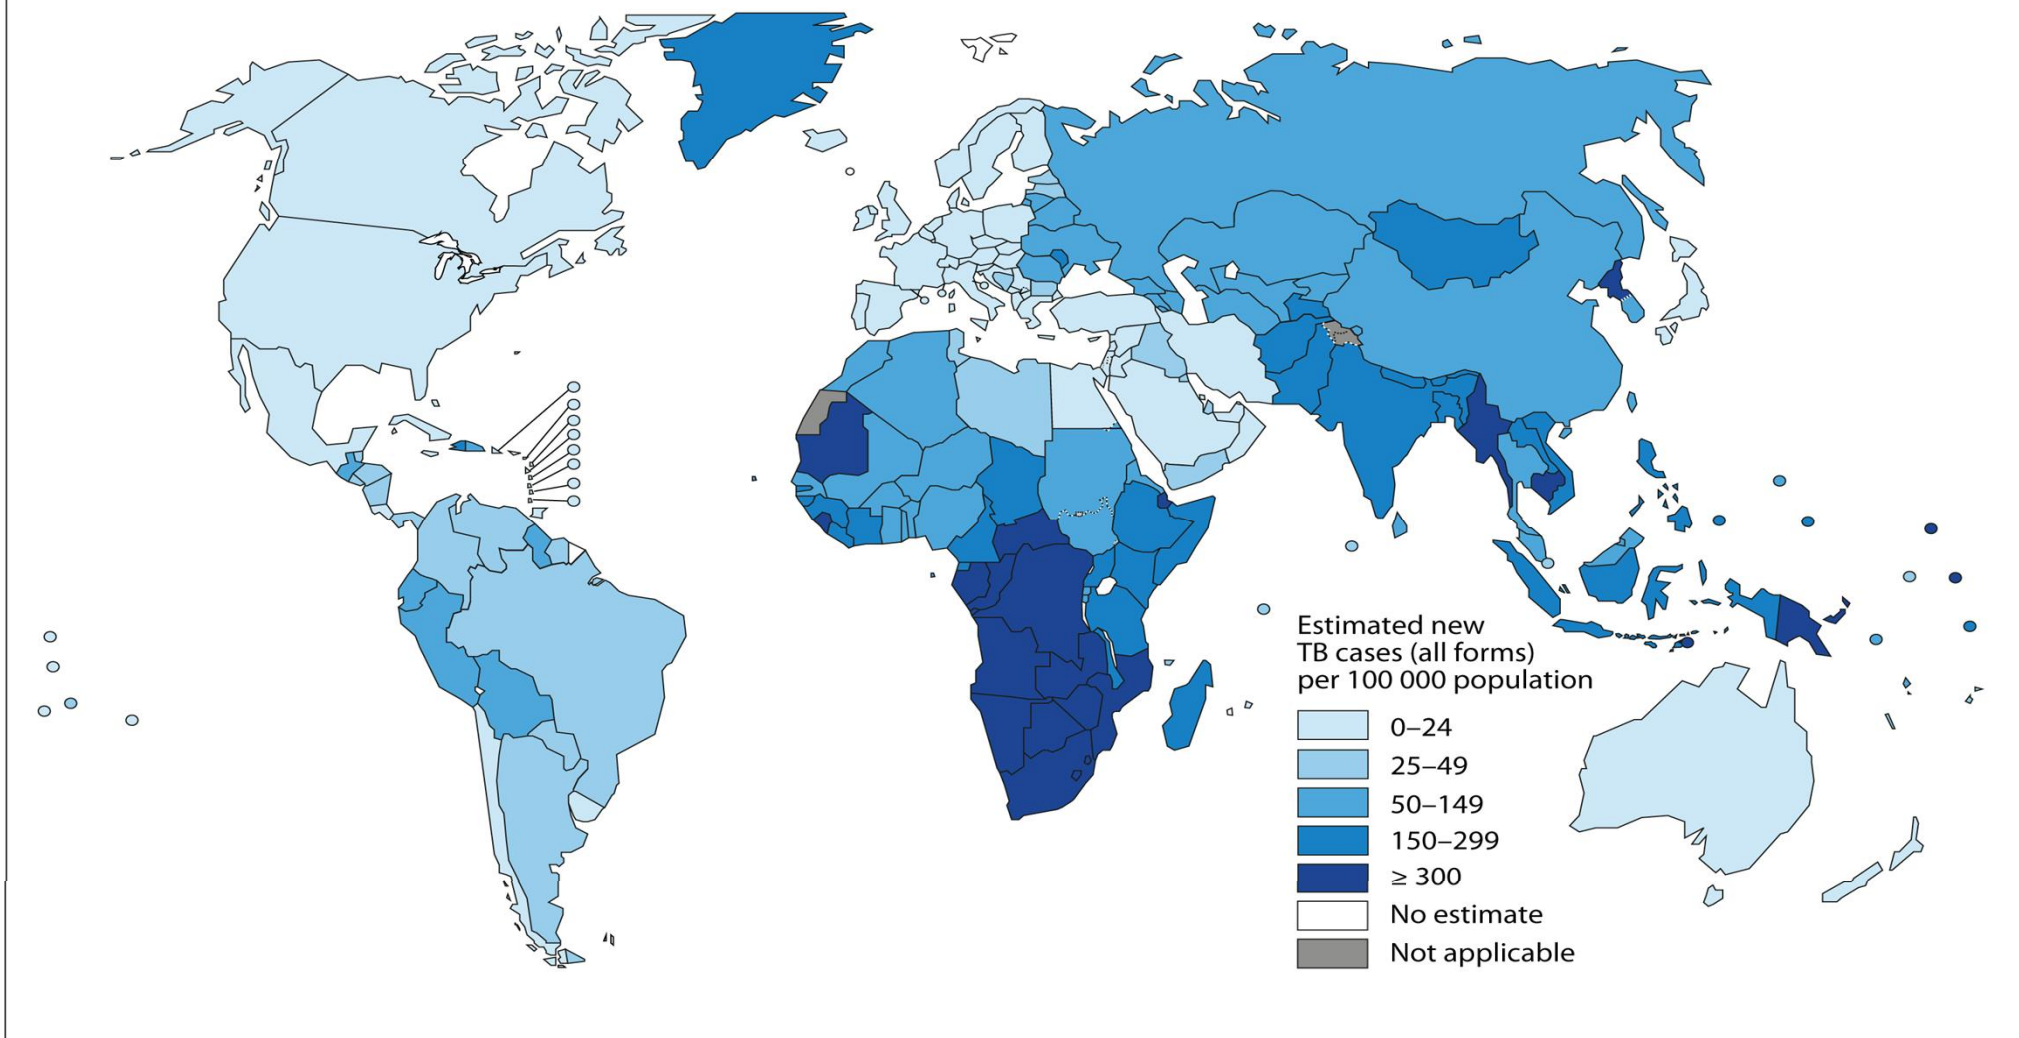 Estimated new
TB cases (all forms)
per 100 000 population
0–24
25–49
50–149
150–299
≥ 300
No estimate
Not applicable